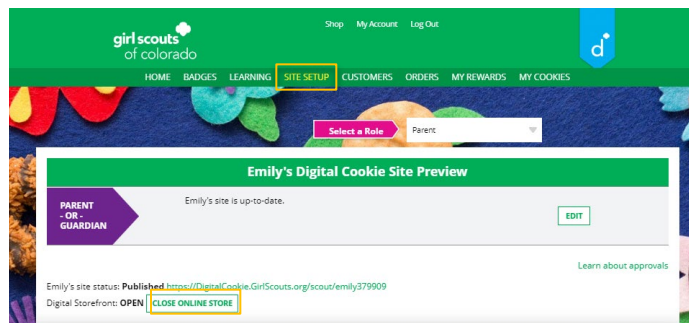 Shop My Account Log Out
girl scouts
of colorado
d
HOME BADGES LEARNING SITE SETUP CUSTOMERS ORDERS MY REWARDS MY COOKIES
Select a Role Parent
Emily's Digital Cookie Site Preview
PARENT
- OR -
GUARDIAN
Emily's site is up-to-date.
EDIT
Learn about approvals
Emily's site status: Published https://DigitalCookie.GirlScouts.org/scout/emily379909
Digital Storefront: OPEN CLOSE ONLINE STORE